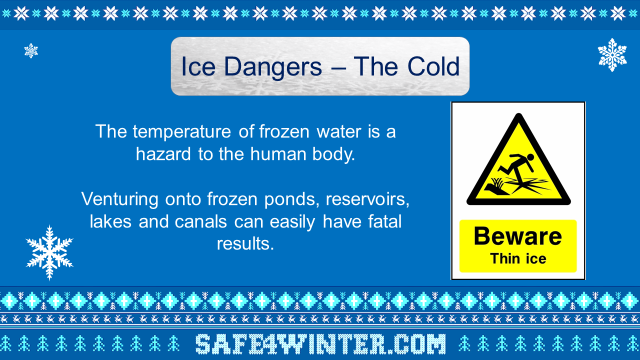 Ice Dangers – The Cold
The temperature of frozen water is a
hazard to the human body.
Venturing onto frozen ponds, reservoirs,
lakes and canals can easily have fatal
results.
Beware
Thin ice
SAFE4WINTER.COM